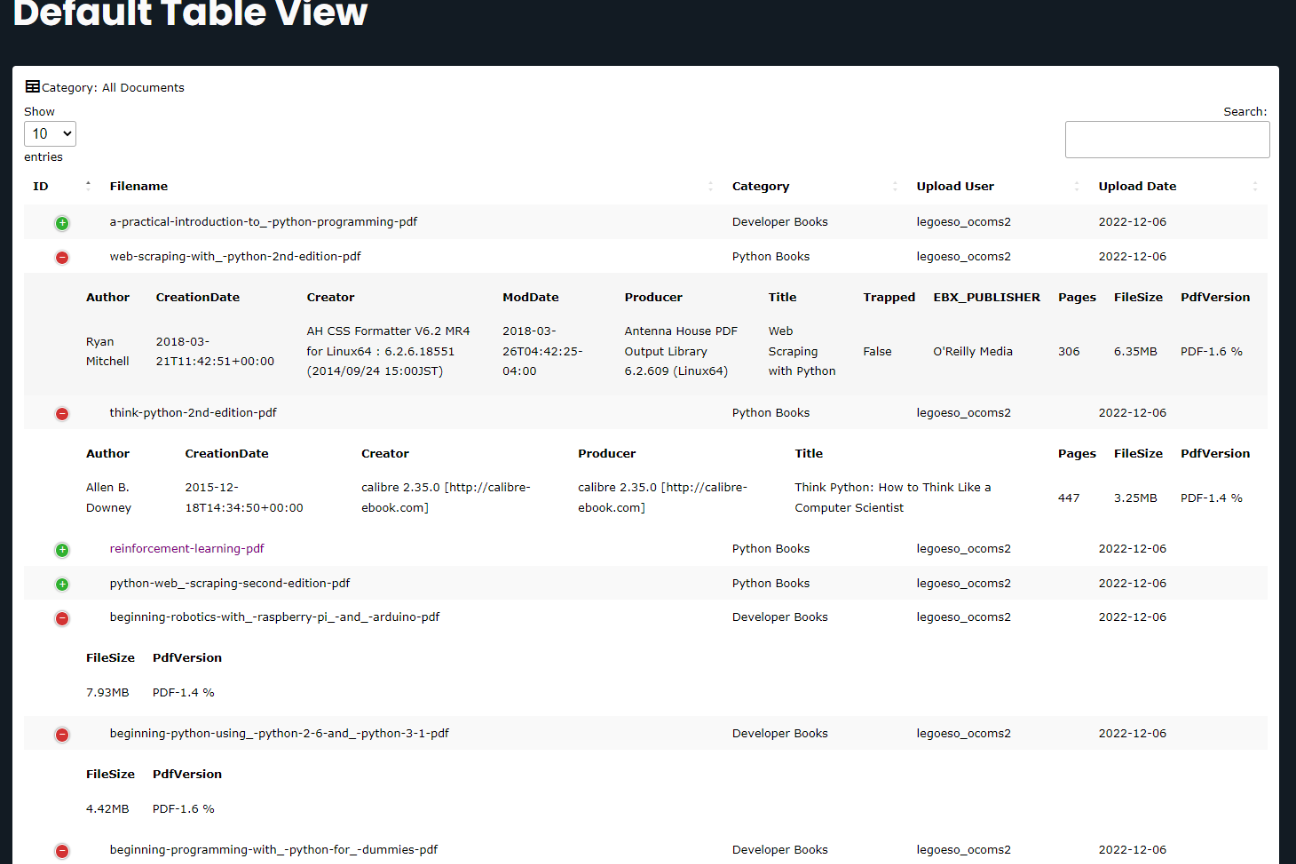 Default Table View
Category: All Documents
Show
10
entries
Search:
ID Filename Category Upload User Upload Date
a-practical-introduction-to_-python-programming-pdf Developer Books legoeso_ocoms2 2022-12-06
web-scraping-with_-python-2nd-edition-pdf Python Books legoeso_ocoms2 2022-12-06
Author CreationDate Creator ModDate Producer Title Trapped EBX_PUBLISHER Pages FileSize PdfVersion
Ryan Mitchell 2018-03-21T11:42:51+00:00 AH CSS Formatter V6.2 MR4 for Linux64 : 6.2.6.18551 (2014/09/24 15:00JST) 2018-03-26T04:42:25-04:00 Antenna House PDF Output Library 6.2.609 (Linux64) Web Scraping with Python False O'Reilly Media 306 6.35MB PDF-1.6 %
think-python-2nd-edition-pdf Python Books legoeso_ocoms2 2022-12-06
Author CreationDate Creator Producer Title Pages FileSize PdfVersion
Allen B. Downey 2015-12-18T14:34:50+00:00 calibre 2.35.0 [http://calibre-ebook.com] calibre 2.35.0 [http://calibre-ebook.com] Think Python: How to Think Like a Computer Scientist 447 3.25MB PDF-1.4 %
reinforcement-learning-pdf Python Books legoeso_ocoms2 2022-12-06
python-web_-scraping-second-edition-pdf Python Books legoeso_ocoms2 2022-12-06
beginning-robotics-with_-raspberry-pi_-and_-arduino-pdf Developer Books legoeso_ocoms2 2022-12-06
FileSize PdfVersion
7.93MB PDF-1.4 %
beginning-python-using_-python-2-6-and_-python-3-1-pdf Developer Books legoeso_ocoms2 2022-12-06
FileSize PdfVersion
4.42MB PDF-1.6 %
beginning-programming-with_-python-for_-dummies-pdf Developer Books legoeso_ocoms2 2022-12-06